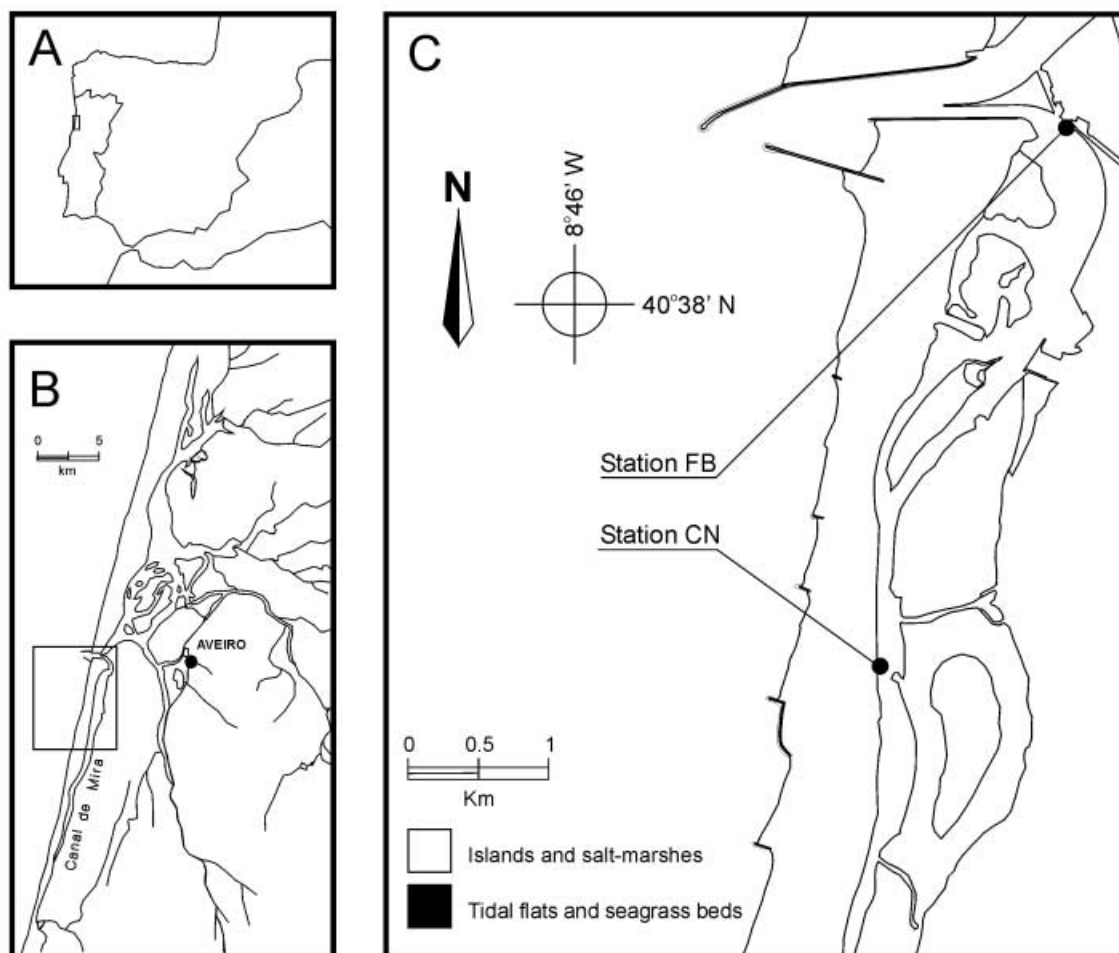 A
B
0 5
km
AVEIRO
Canal de Mira
C
N
8°46' W
40°38' N
Station FB
Station CN
0 0.5 1
Km
Islands and salt-marshes
Tidal flats and seagrass beds